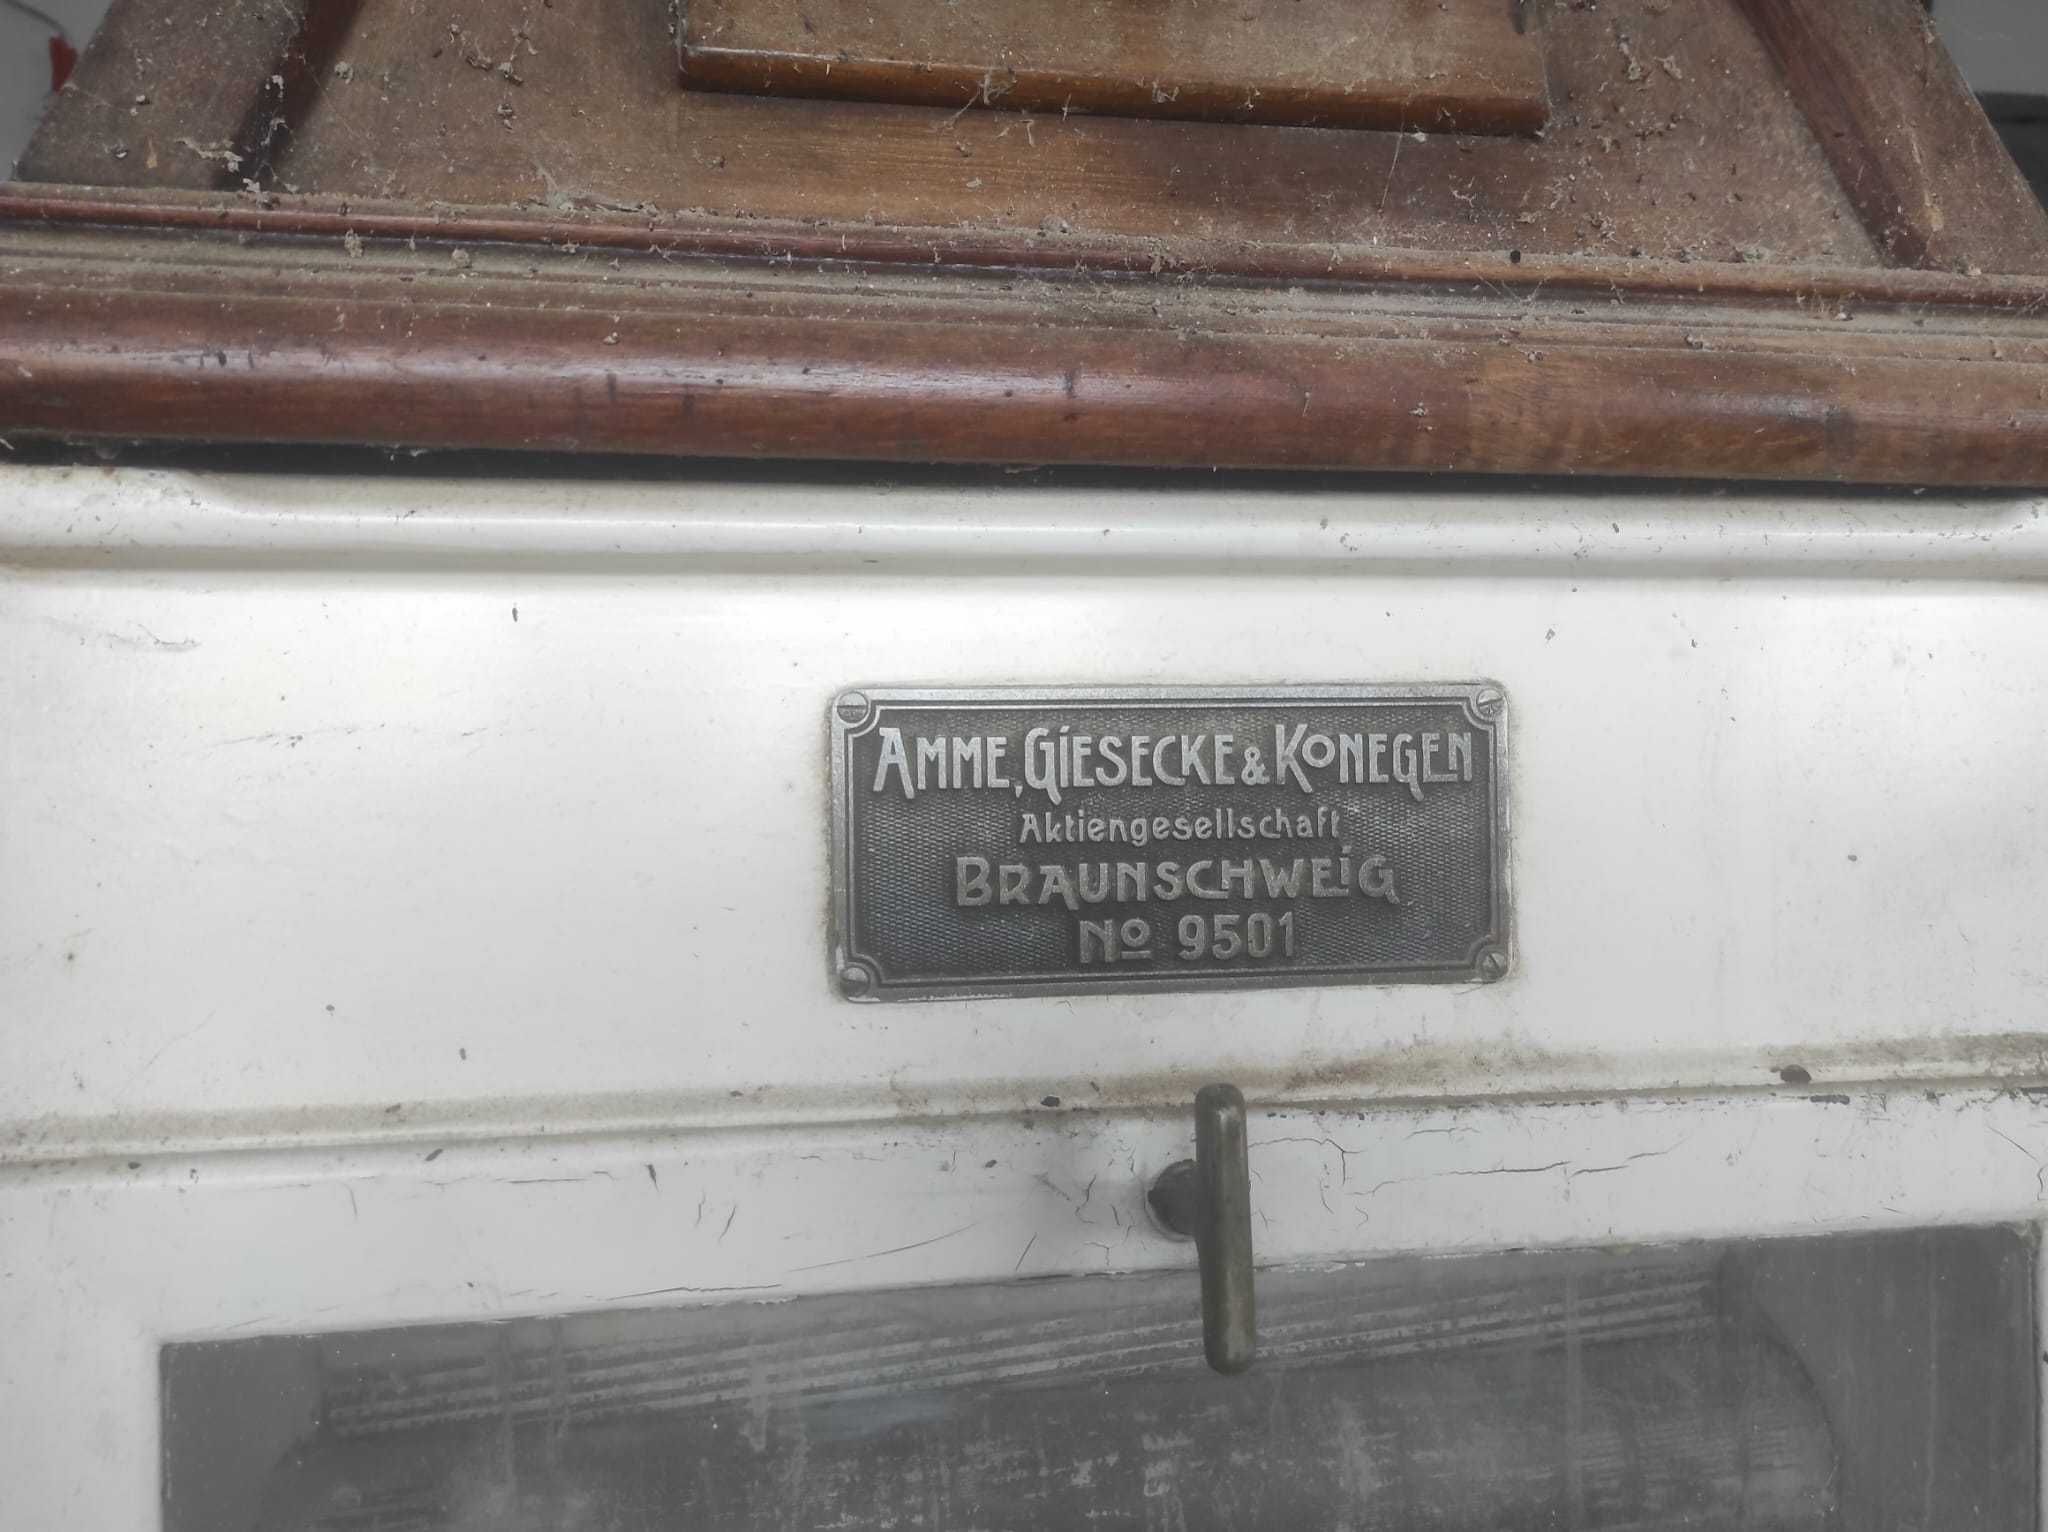 AMME, GIESECKE & KONEGEN
Aktiengesellschaft
BRAUNSCHWEIG
No 9501